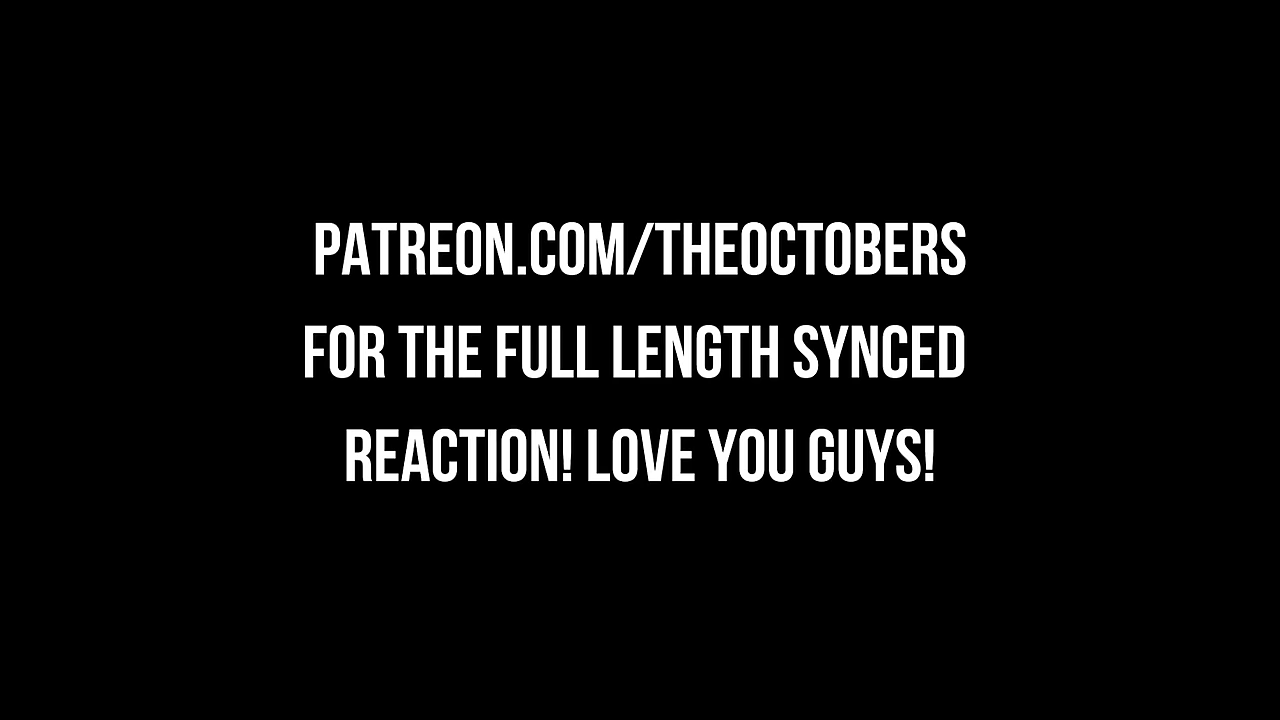 PATREON.COM/THEOCTOBERS
FOR THE FULL LENGTH SYNCED
REACTION! LOVE YOU GUYS!